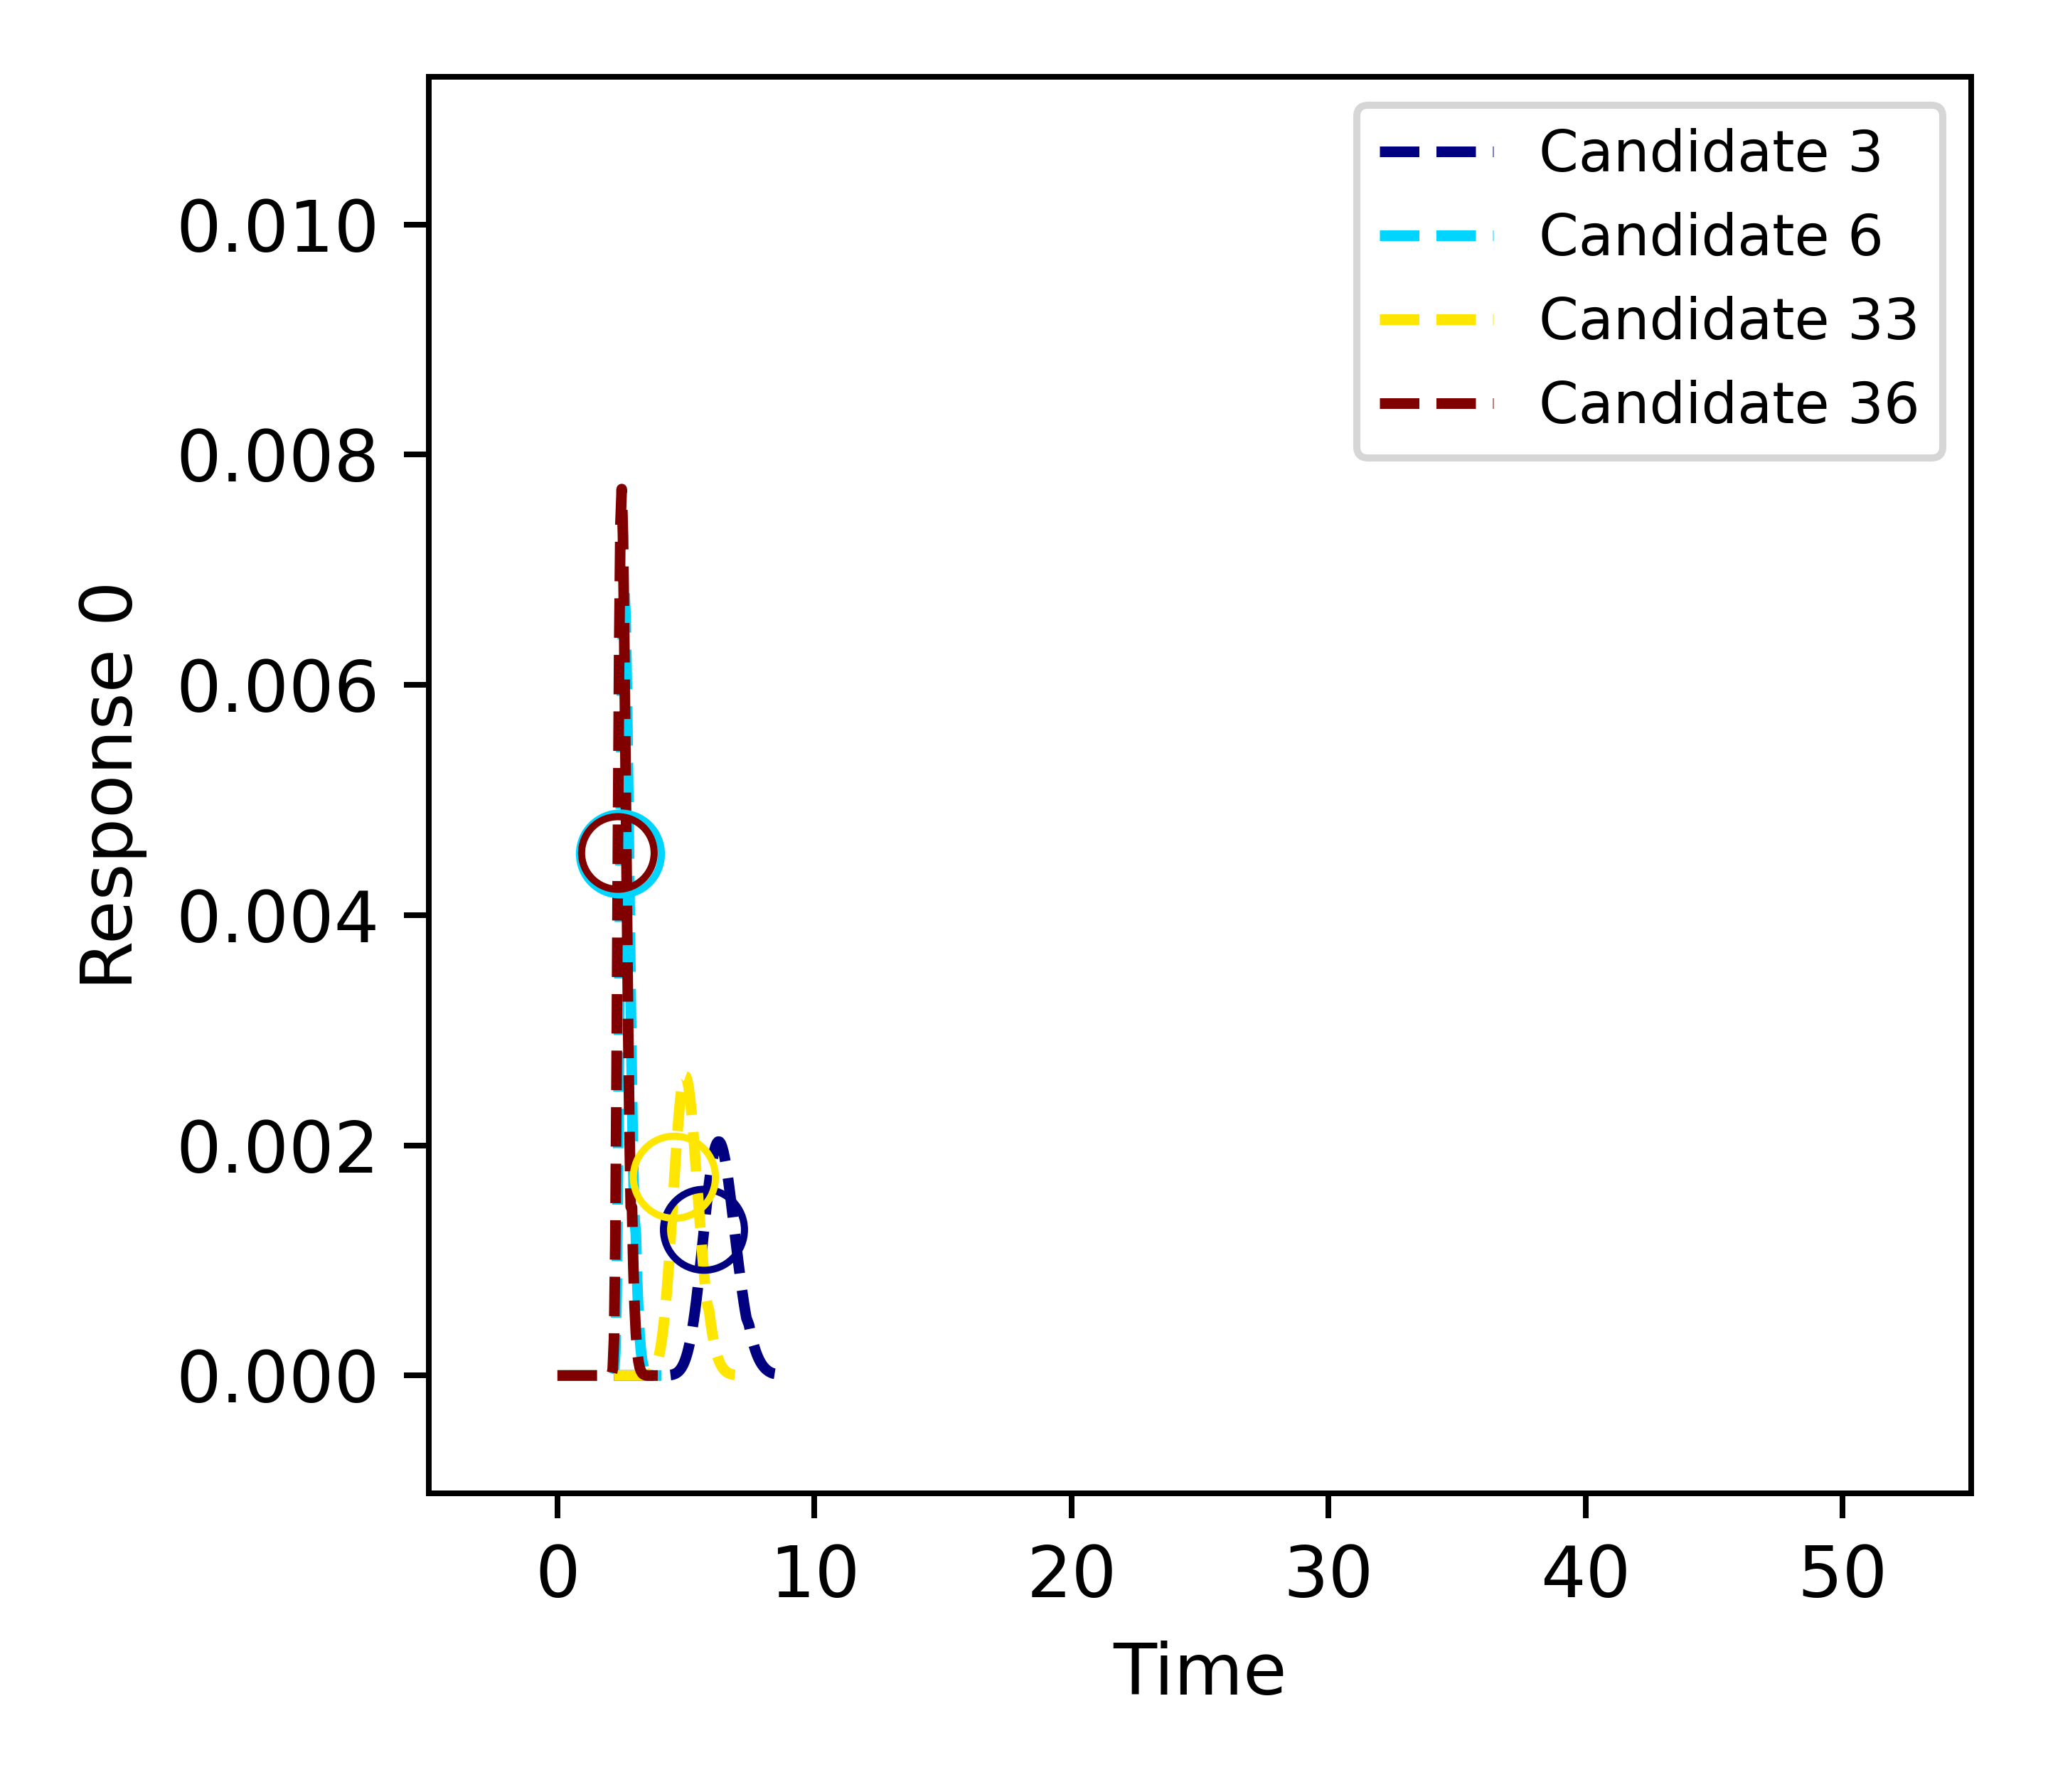 Candidate 3
Candidate 6
Candidate 33
Candidate 36
0.010
0.008
0.006
0.004
0.002
0.000
Response 0
0 10 20 30 40 50
Time